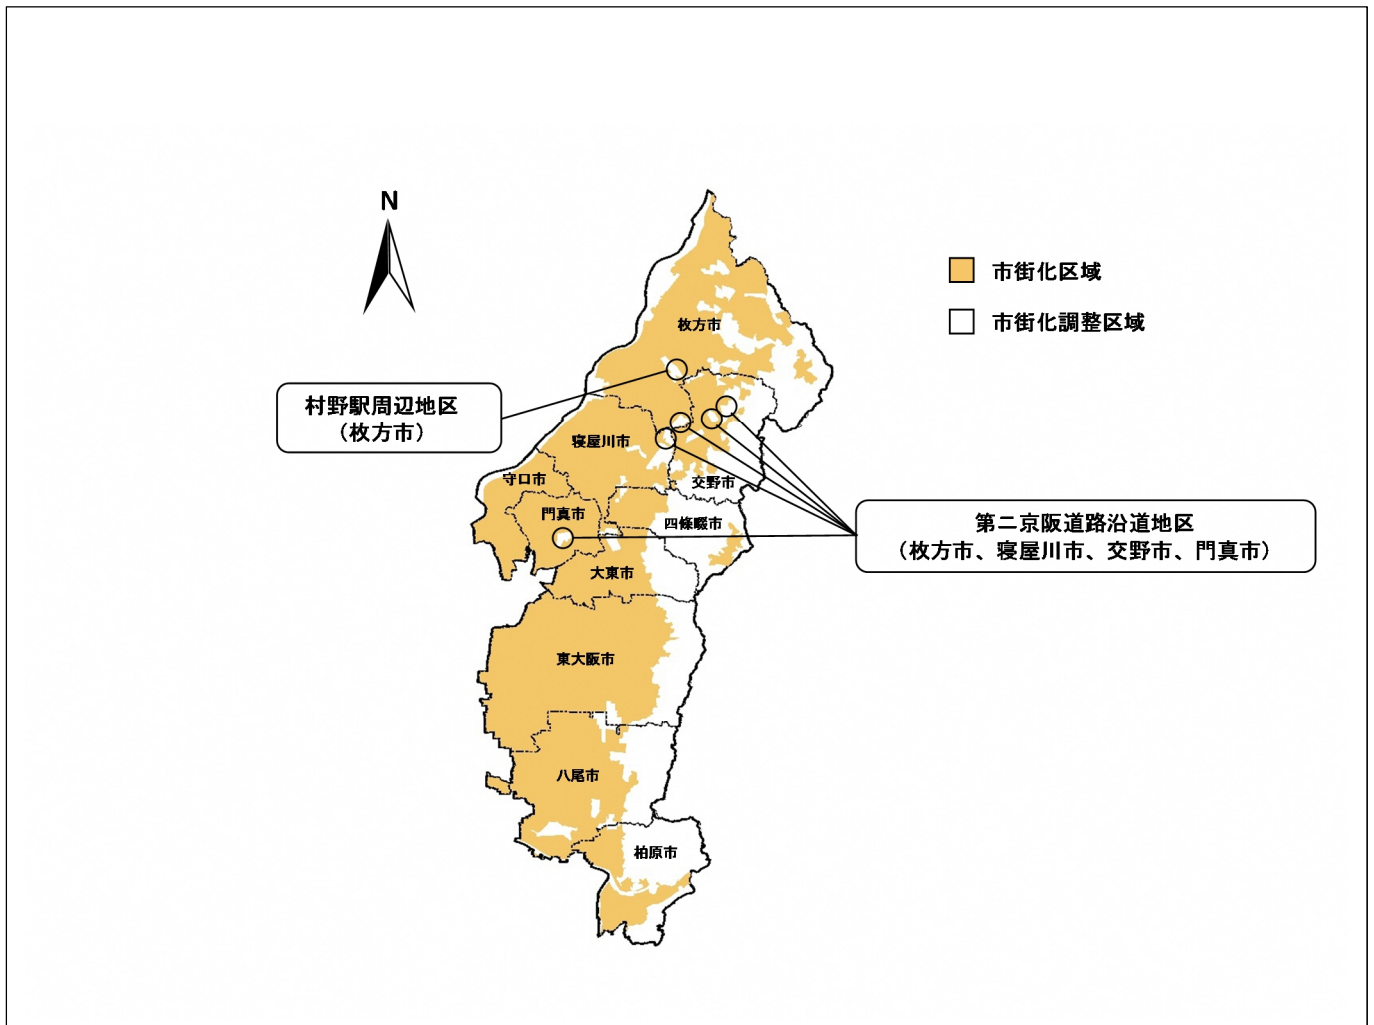 N
市街化区域
市街化調整区域
枚方市
村野駅周辺地区
（枚方市）
寝屋川市
守口市
交野市
門真市
四條畷市
第二京阪道路沿道地区
（枚方市、寝屋川市、交野市、門真市）
大東市
東大阪市
八尾市
柏原市